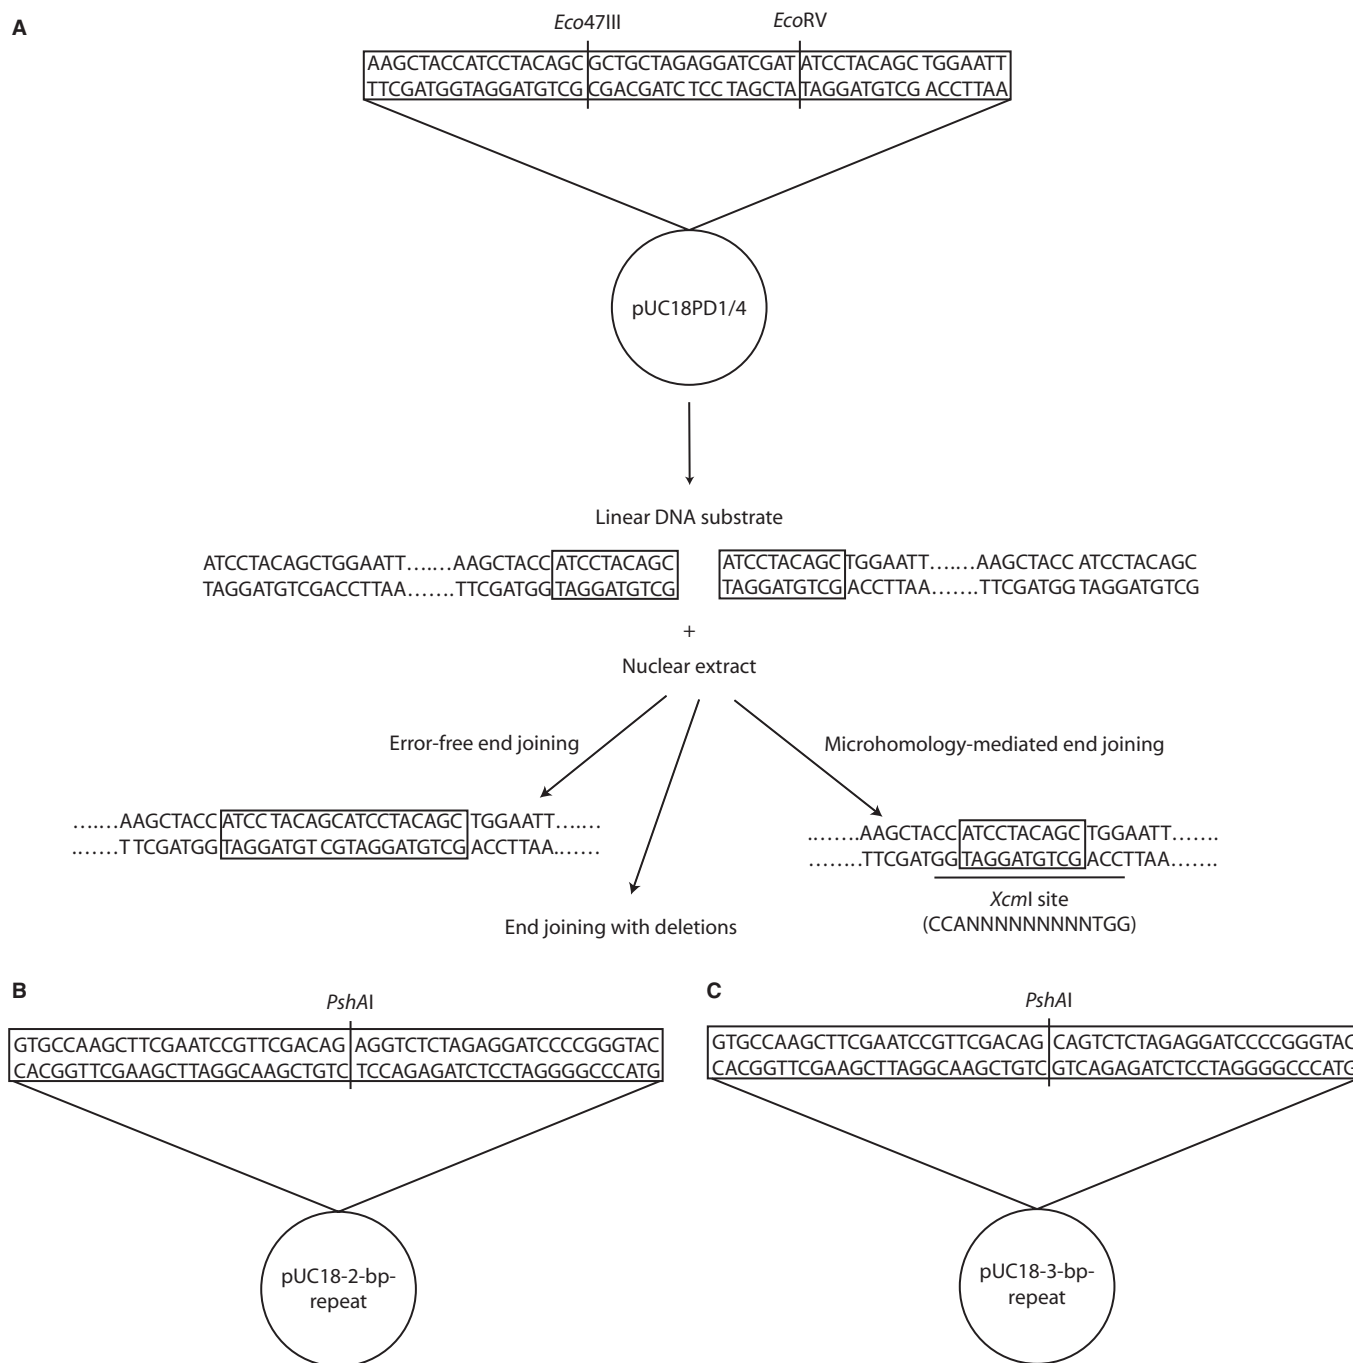 A
Eco47III
EcoRV
AAGCTACCATCCTACAGC GCTGCTAGAGGATCGAT ATCCTACAGC TGGAATT
TTCGATGGTAGGATGTCG CGACGATC TCC TAGCTA TAGGATGTCG ACCTTAA
pUC18PD1/4
Linear DNA substrate
ATCCTACAGCTGGAATT.......AAGCTACC ATCCTACAGC ATCCTACAGC TGGAATT.......AAGCTACC ATCCTACAGC
TAGGATGTCGACCTTAA.......TTCGATGG TAGGATGTCG TAGGATGTCG ACCTTAA.......TTCGATGG TAGGATGTCG
+
Nuclear extract
Error-free end joining
Microhomology-mediated end joining
.......AAGCTACC ATCC TACAGCATCCTACAGC TGGAATT.......
.......T TCGATGG TAGGATGT CGTAGGATGTCG ACCTTAA.......
........AAGCTACC ATCCTACAGC TGGAATT.......
........TTCGATGG TAGGATGTCG ACCTTAA.......
XcmI site
(CCANNNNNNNNNTGG)
End joining with deletions
B
PshAI
GTGCCAAGCTTCGAATCCGTTCGACAG AGGTCTCTAGAGGATCCCCGGGTAC
CACGGTTCGAAGCTTAGGCAAGCTGTC TCCAGAGATCTCCTAGGGGCCCATG
pUC18-2-bp-
repeat
C
PshAI
GTGCCAAGCTTCGAATCCGTTCGACAG CAGTCTCTAGAGGATCCCCGGGTAC
CACGGTTCGAAGCTTAGGCAAGCTGTC GTCAGAGATCTCCTAGGGGCCCATG
pUC18-3-bp-
repeat